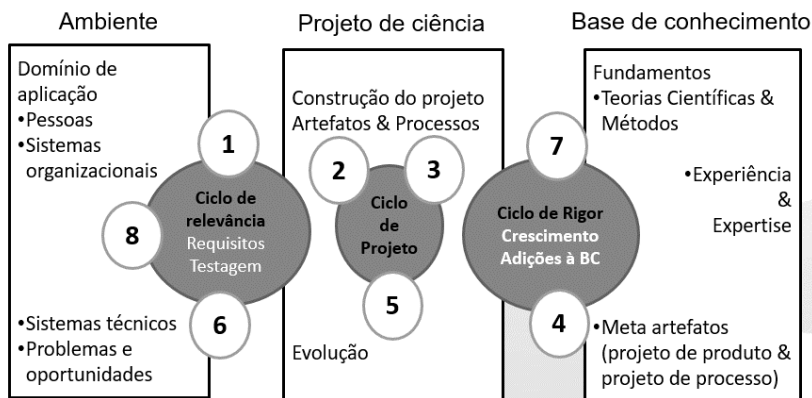 Ambiente
Projeto de ciência
Base de conhecimento
Domínio de
aplicação
•Pessoas
•Sistemas
organizacionais
1
8
Ciclo de
relevância
Requisitos
Testagem
6
•Sistemas técnicos
•Problemas e
oportunidades
Construção do projeto
Artefatos & Processos
2
3
Ciclo
de
Projeto
5
Evolução
Fundamentos
•Teorias Científicas &
Métodos
7
•Experiência
&
Expertise
Ciclo de Rigor
Crescimento
Adições à BC
4
•Meta artefatos
(projeto de produto &
projeto de processo)